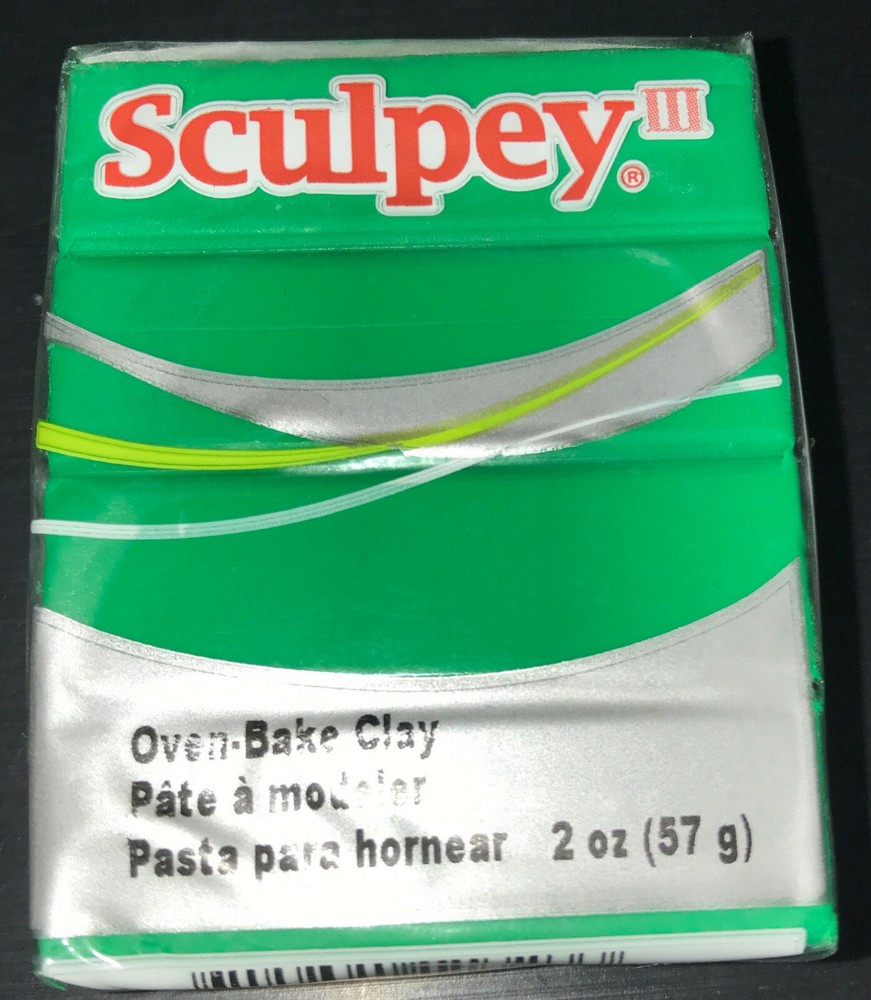 Sculpey III ®
Oven-Bake Clay
Pâte à modeler
Pasta para hornear 2 oz (57 g)